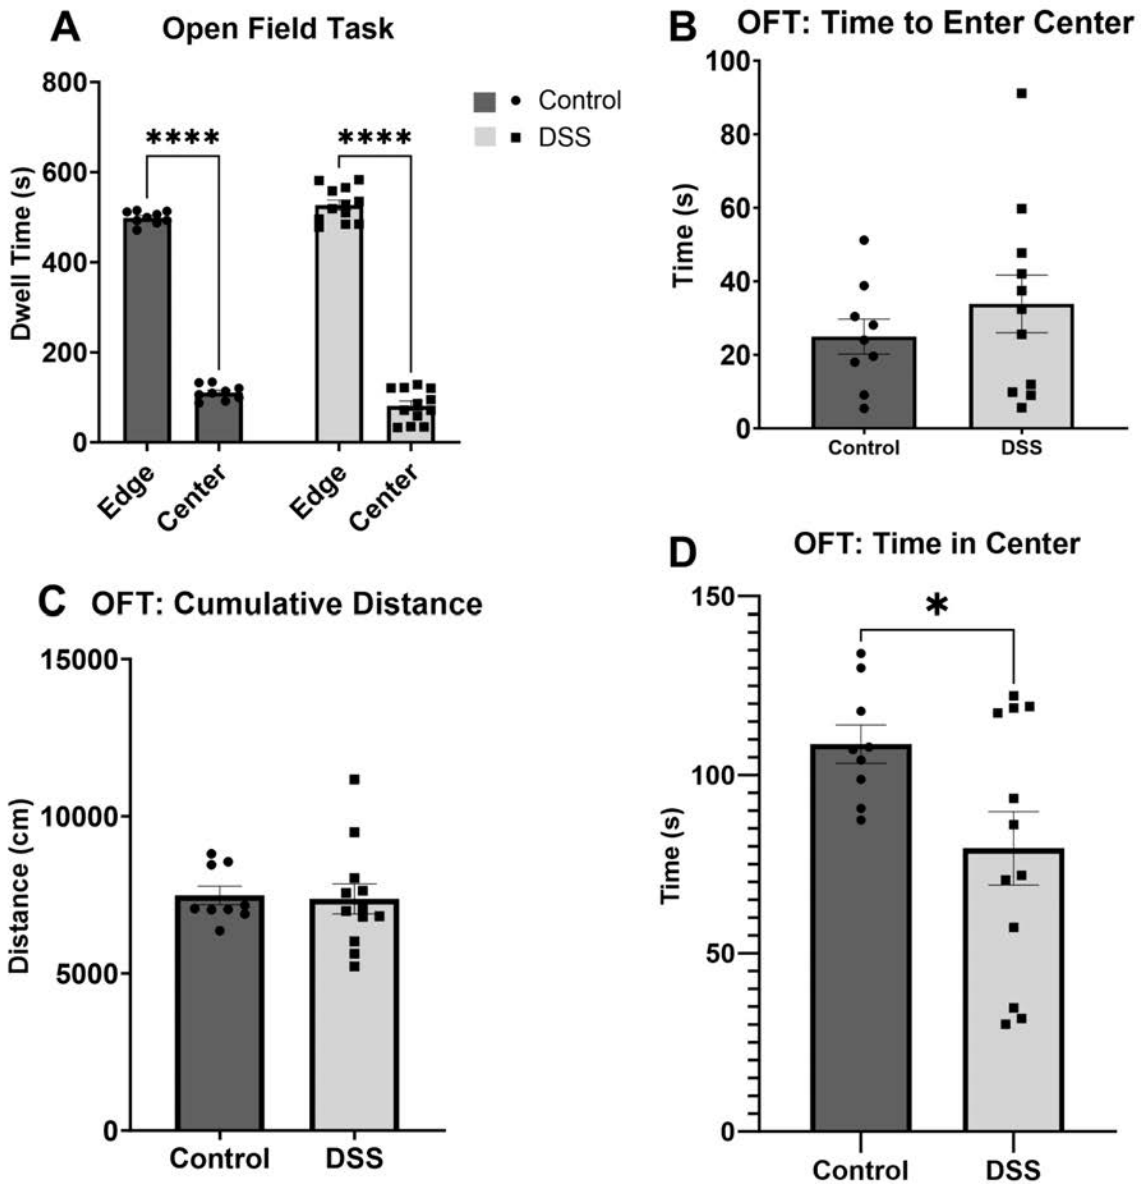 A
Open Field Task
800
600
400
200
0
Dwell Time (s)
****
****
Edge
Center
Edge
Center
Control
DSS
B
OFT: Time to Enter Center
100
80
60
40
20
0
Time (s)
Control
DSS
C
OFT: Cumulative Distance
15000
10000
5000
0
Distance (cm)
Control
DSS
D
OFT: Time in Center
150
100
50
0
Time (s)
*
Control
DSS